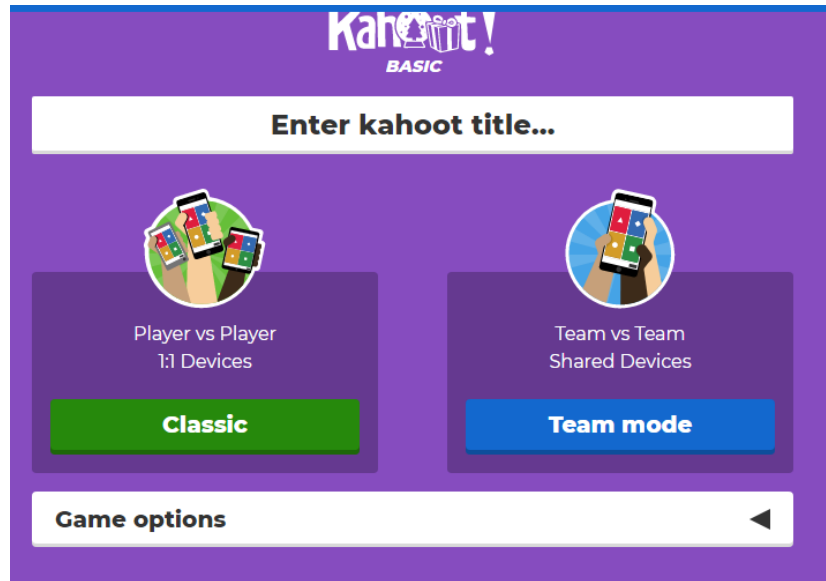 Kahoot!
BASIC
Enter kahoot title...
Player vs Player
1:1 Devices
Classic
Team vs Team
Shared Devices
Team mode
Game options